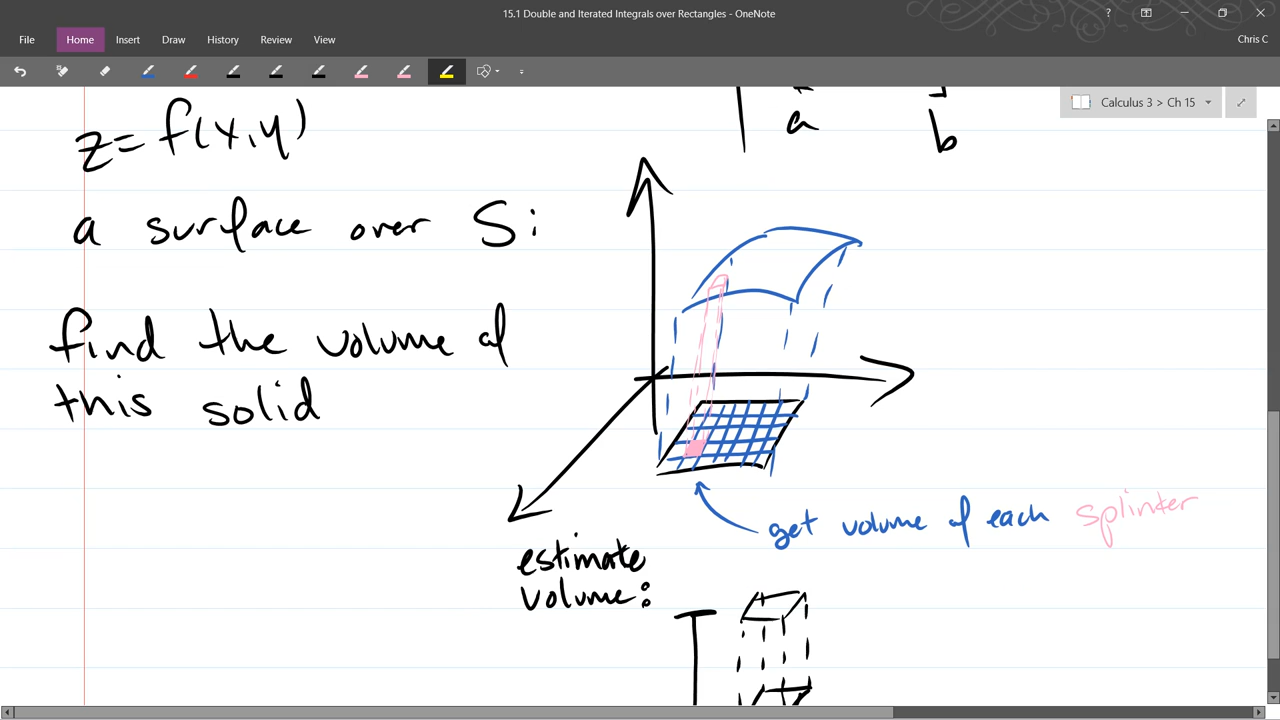 15.1 Double and Iterated Integrals over Rectangles - OneNote
?
File Home Insert Draw History Review View
Chris C
Calculus 3 > Ch 15
a b
z = f(x,y)
a surface over S:
find the volume of
this solid
get volume of each splinter
estimate
volume: